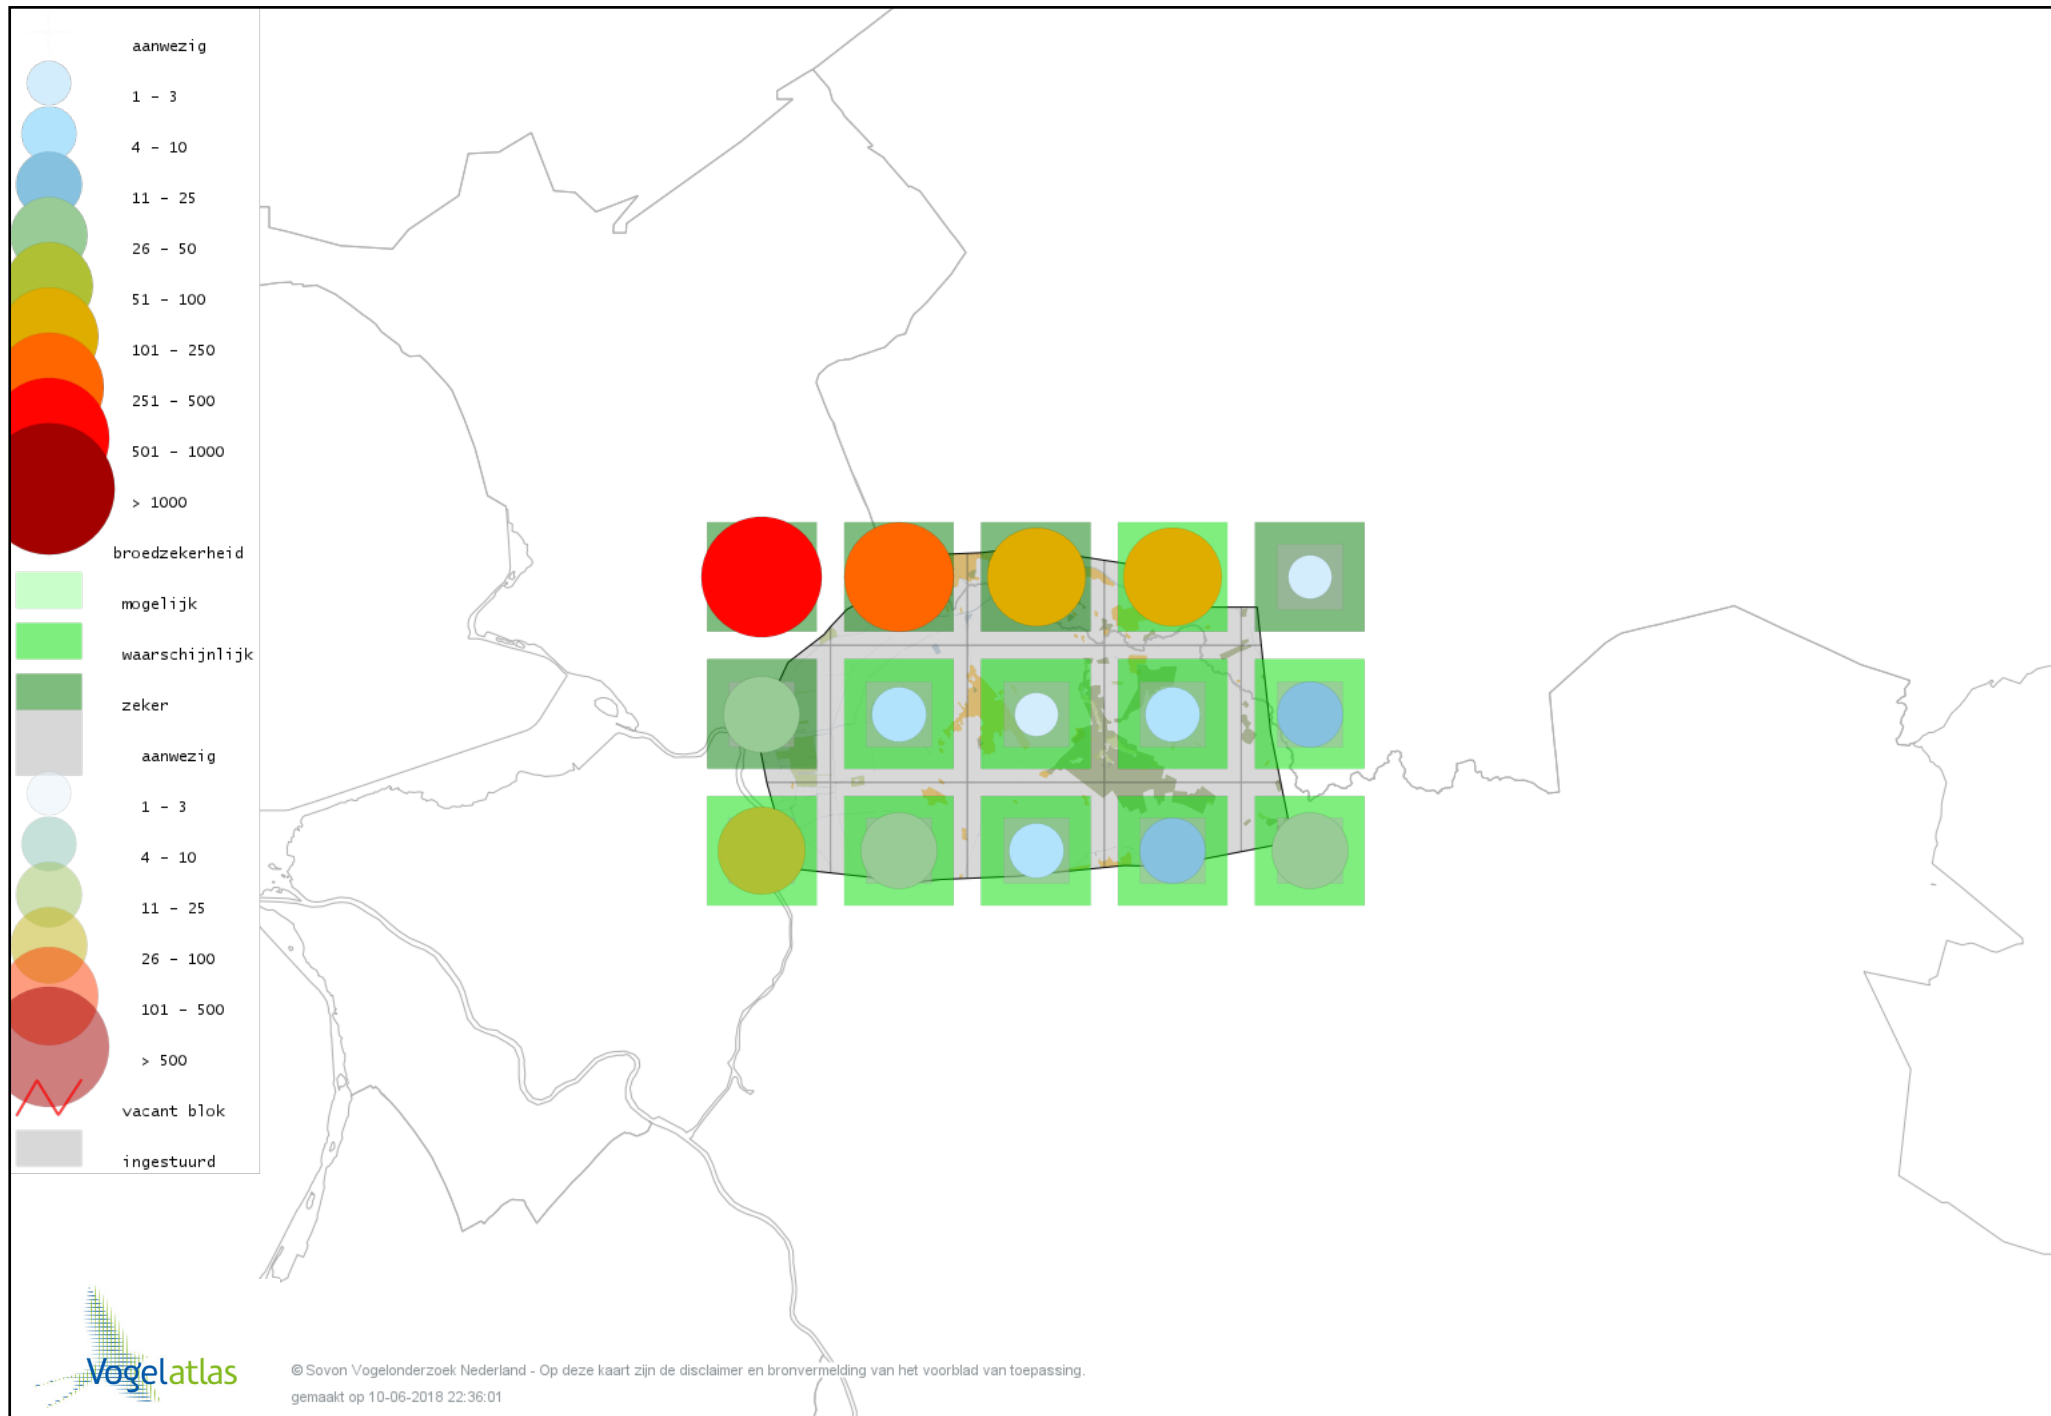 aanwezig
1 - 3
4 - 10
11 - 25
26 - 50
51 - 100
101 - 250
251 - 500
501 - 1000
> 1000
broedzekerheid
mogelijk
waarschijnlijk
zeker
aanwezig
1 - 3
4 - 10
11 - 25
26 - 100
101 - 500
> 500
vacant blok
ingestuurd
Vogelatlas
© Sovon Vogelonderzoek Nederland - Op deze kaart zijn de disclaimer en bronvermelding van het voorblad van toepassing.
gemaakt op 10-06-2018 22:36:01